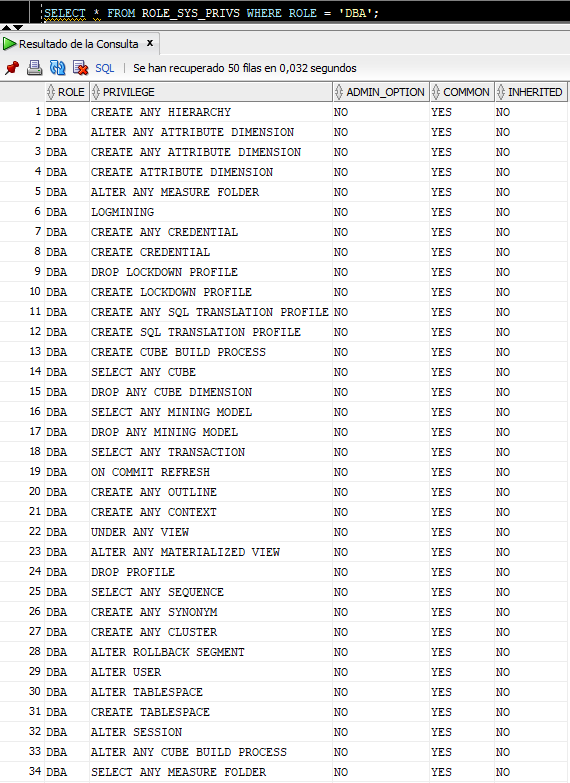 SELECT * FROM ROLE_SYS_PRIVS WHERE ROLE = 'DBA';
Resultado de la Consulta x
SQL | Se han recuperado 50 filas en 0,032 segundos
ROLE PRIVILEGE ADMIN_OPTION COMMON INHERITED
1 DBA CREATE ANY HIERARCHY NO YES NO
2 DBA ALTER ANY ATTRIBUTE DIMENSION NO YES NO
3 DBA CREATE ANY ATTRIBUTE DIMENSION NO YES NO
4 DBA CREATE ATTRIBUTE DIMENSION NO YES NO
5 DBA ALTER ANY MEASURE FOLDER NO YES NO
6 DBA LOGMINING NO YES NO
7 DBA CREATE ANY CREDENTIAL NO YES NO
8 DBA CREATE CREDENTIAL NO YES NO
9 DBA DROP LOCKDOWN PROFILE NO YES NO
10 DBA CREATE LOCKDOWN PROFILE NO YES NO
11 DBA CREATE ANY SQL TRANSLATION PROFILE NO YES NO
12 DBA CREATE SQL TRANSLATION PROFILE NO YES NO
13 DBA CREATE CUBE BUILD PROCESS NO YES NO
14 DBA SELECT ANY CUBE NO YES NO
15 DBA DROP ANY CUBE DIMENSION NO YES NO
16 DBA SELECT ANY MINING MODEL NO YES NO
17 DBA DROP ANY MINING MODEL NO YES NO
18 DBA SELECT ANY TRANSACTION NO YES NO
19 DBA ON COMMIT REFRESH NO YES NO
20 DBA CREATE ANY OUTLINE NO YES NO
21 DBA CREATE ANY CONTEXT NO YES NO
22 DBA UNDER ANY VIEW NO YES NO
23 DBA ALTER ANY MATERIALIZED VIEW NO YES NO
24 DBA DROP PROFILE NO YES NO
25 DBA SELECT ANY SEQUENCE NO YES NO
26 DBA CREATE ANY SYNONYM NO YES NO
27 DBA CREATE ANY CLUSTER NO YES NO
28 DBA ALTER ROLLBACK SEGMENT NO YES NO
29 DBA ALTER USER NO YES NO
30 DBA ALTER TABLESPACE NO YES NO
31 DBA CREATE TABLESPACE NO YES NO
32 DBA ALTER SESSION NO YES NO
33 DBA ALTER ANY CUBE BUILD PROCESS NO YES NO
34 DBA SELECT ANY MEASURE FOLDER NO YES NO